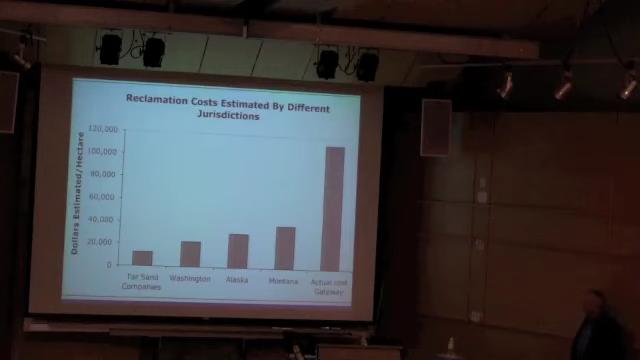 Reclamation Costs Estimated By Different
Jurisdictions
Dollars Estimated/Hectare
120,000
100,000
80,000
60,000
40,000
20,000
0
Tar Sand
Companies
Washington
Alaska
Montana
Actual cost
Gateway